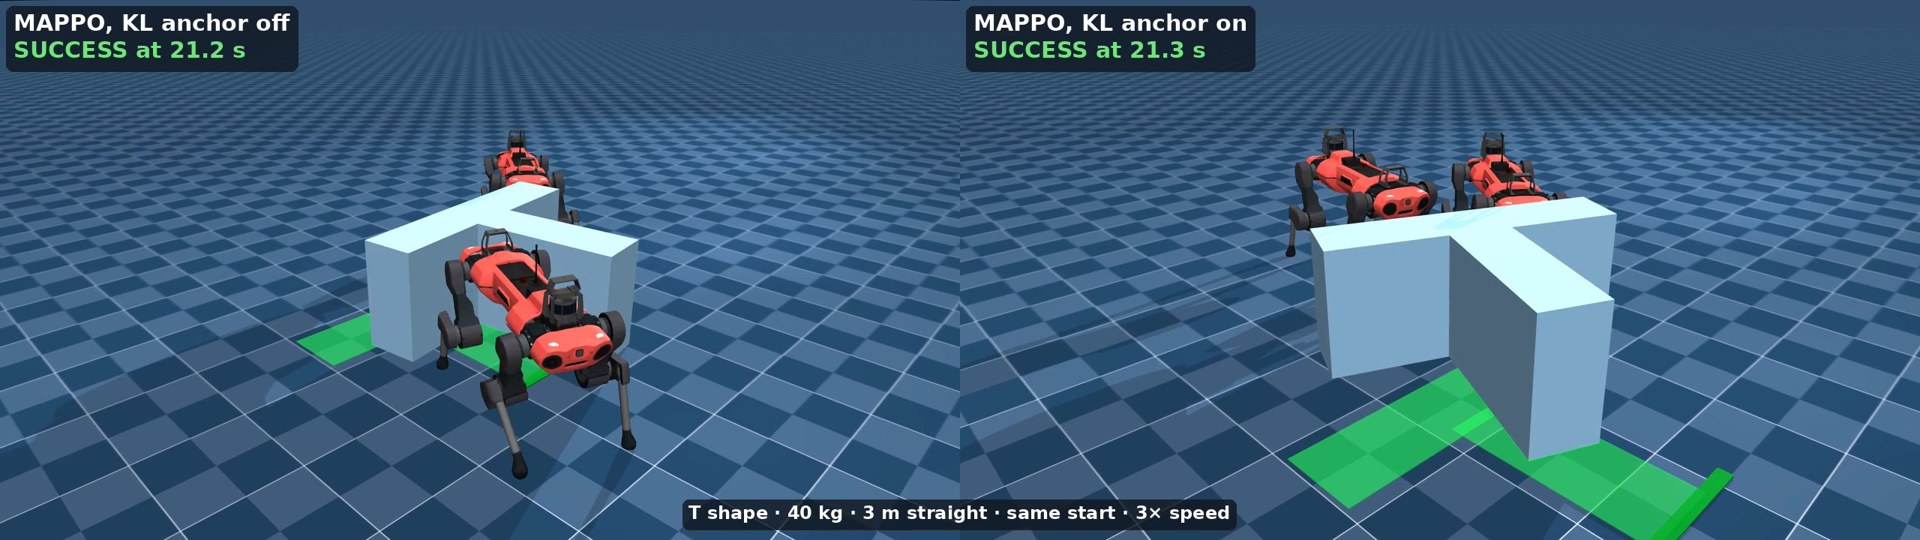 MAPPO, KL anchor off
SUCCESS at 21.2 s
MAPPO, KL anchor on
SUCCESS at 21.3 s
T shape · 40 kg · 3 m straight · same start · 3× speed